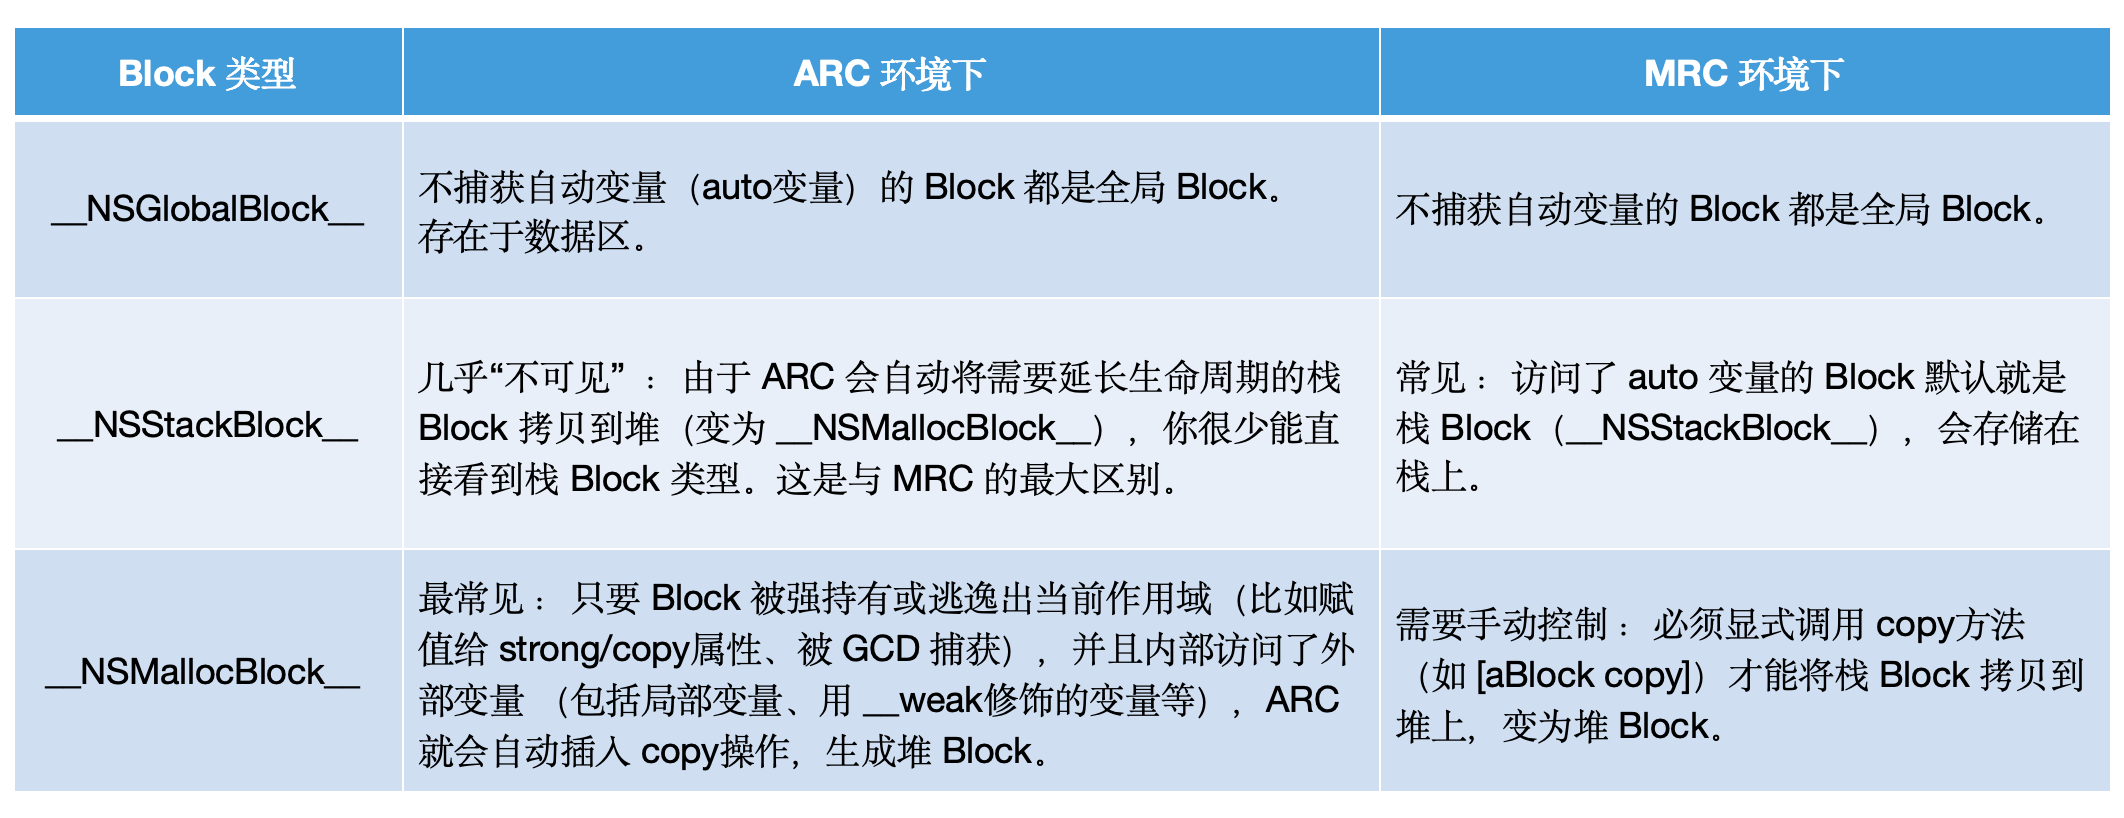 Block 类型
ARC 环境下
MRC 环境下
__NSGlobalBlock__
不捕获自动变量（auto变量）的 Block 都是全局 Block。
存在于数据区。
不捕获自动变量的 Block 都是全局 Block。
__NSStackBlock__
几乎“不可见”： 由于 ARC 会自动将需要延长生命周期的栈
Block 拷贝到堆（变为 __NSMallocBlock__），你很少能直
接看到栈 Block 类型。这是与 MRC 的最大区别。
常见： 访问了 auto 变量的 Block 默认就是
栈 Block（__NSStackBlock__），会存储在
栈上。
__NSMallocBlock__
最常见： 只要 Block 被强持有或逃逸出当前作用域（比如赋
值给 strong/copy属性、被 GCD 捕获），并且内部访问了外
部变量 （包括局部变量、用 __weak修饰的变量等），ARC
就会自动插入 copy操作，生成堆 Block。
需要手动控制： 必须显式调用 copy方法
（如 [aBlock copy]）才能将栈 Block 拷贝到
堆上，变为堆 Block。